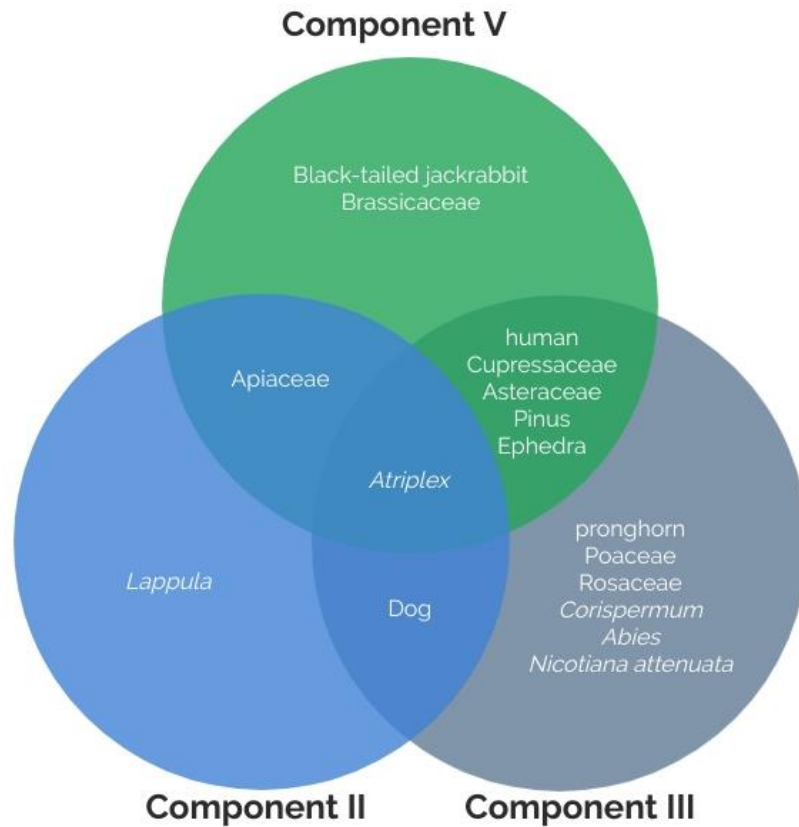 Component V
Black-tailed jackrabbit
Brassicaceae
human
Cupressaceae
Asteraceae
Pinus
Ephedra
Apiaceae
Atriplex
Lappula
Dog
pronghorn
Poaceae
Rosaceae
Corispermum
Abies
Nicotiana attenuata
Component II
Component III